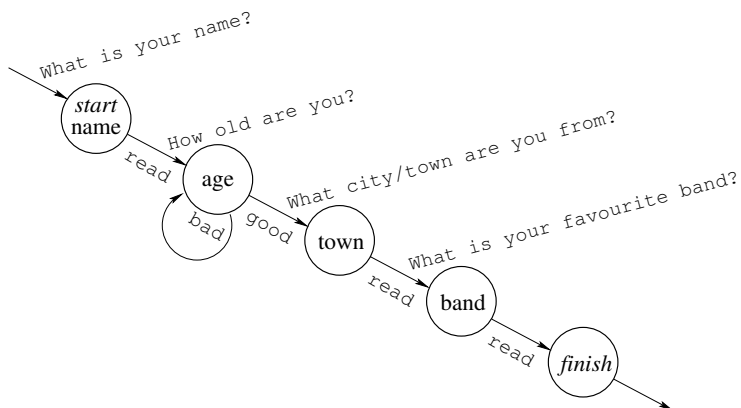 What is your name?
start
name
How old are you?
read
age
What city/town are you from?
bad
good
town
What is your favourite band?
read
band
read
finish